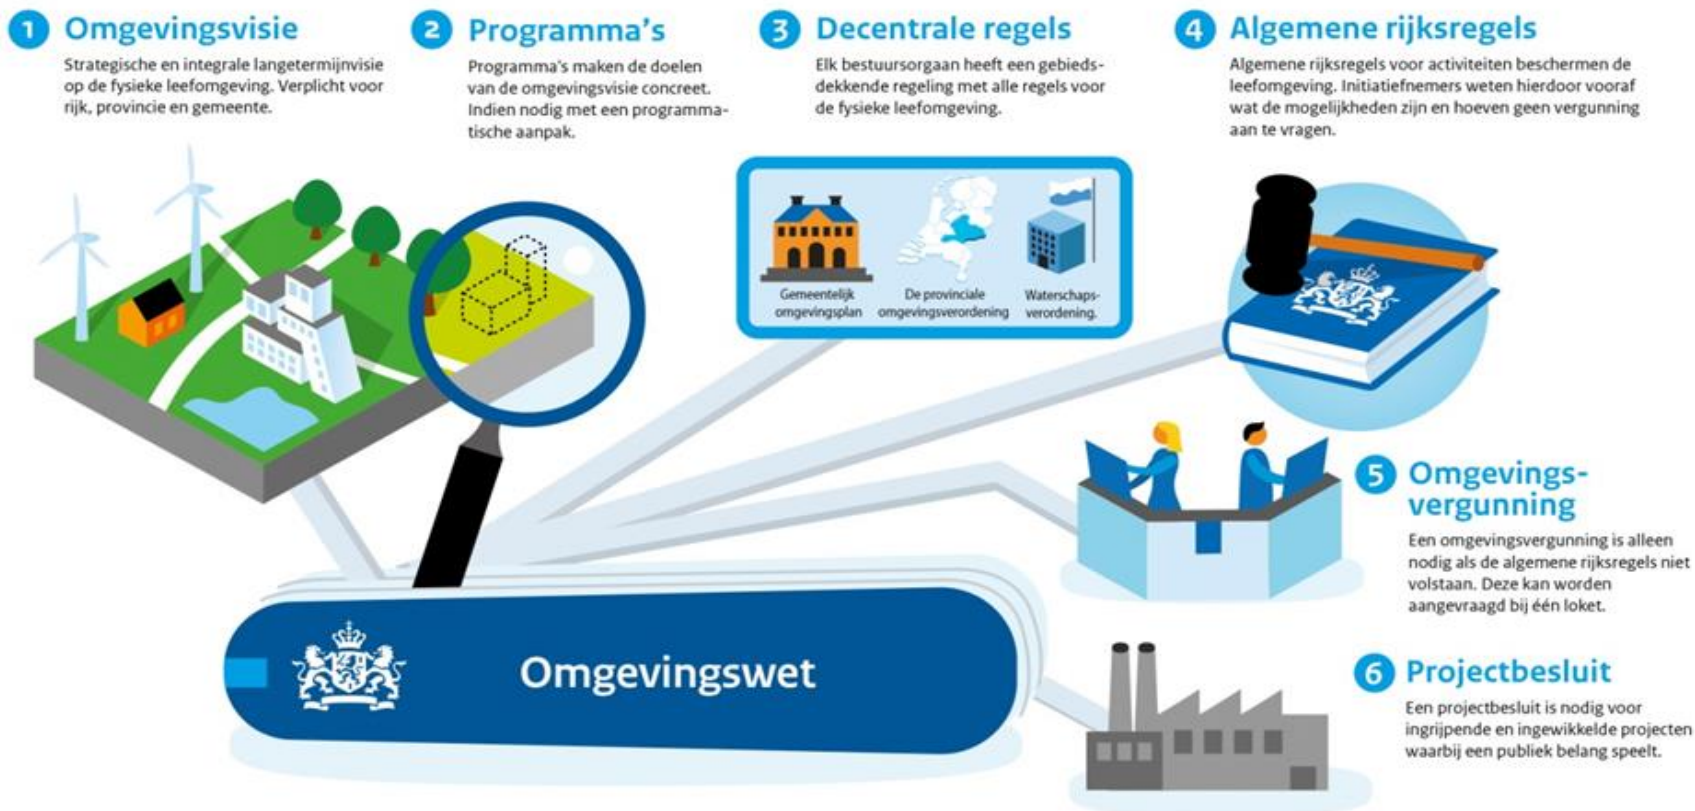 1 Omgevingsvisie
Strategische en integrale langetermijnvisie
op de fysieke leefomgeving. Verplicht voor
rijk, provincie en gemeente.
2 Programma's
Programma's maken de doelen
van de omgevingsvisie concreet.
Indien nodig met een programma-
tische aanpak.
3 Decentrale regels
Elk bestuursorgaan heeft een gebieds-
dekkende regeling met alle regels voor
de fysieke leefomgeving.
Gemeentelijk
omgevingsplan
De provinciale
omgevingsverordening
Waterschaps-
verordening.
4 Algemene rijksregels
Algemene rijksregels voor activiteiten beschermen de
leefomgeving. Initiatiefnemers weten hierdoor vooraf
wat de mogelijkheden zijn en hoeven geen vergunning
aan te vragen.
5 Omgevings-
vergunning
Een omgevingsvergunning is alleen
nodig als de algemene rijksregels niet
volstaan. Deze kan worden
aangevraagd bij één loket.
6 Projectbesluit
Een projectbesluit is nodig voor
ingrijpende en ingewikkelde projecten
waarbij een publiek belang speelt.
Omgevingswet